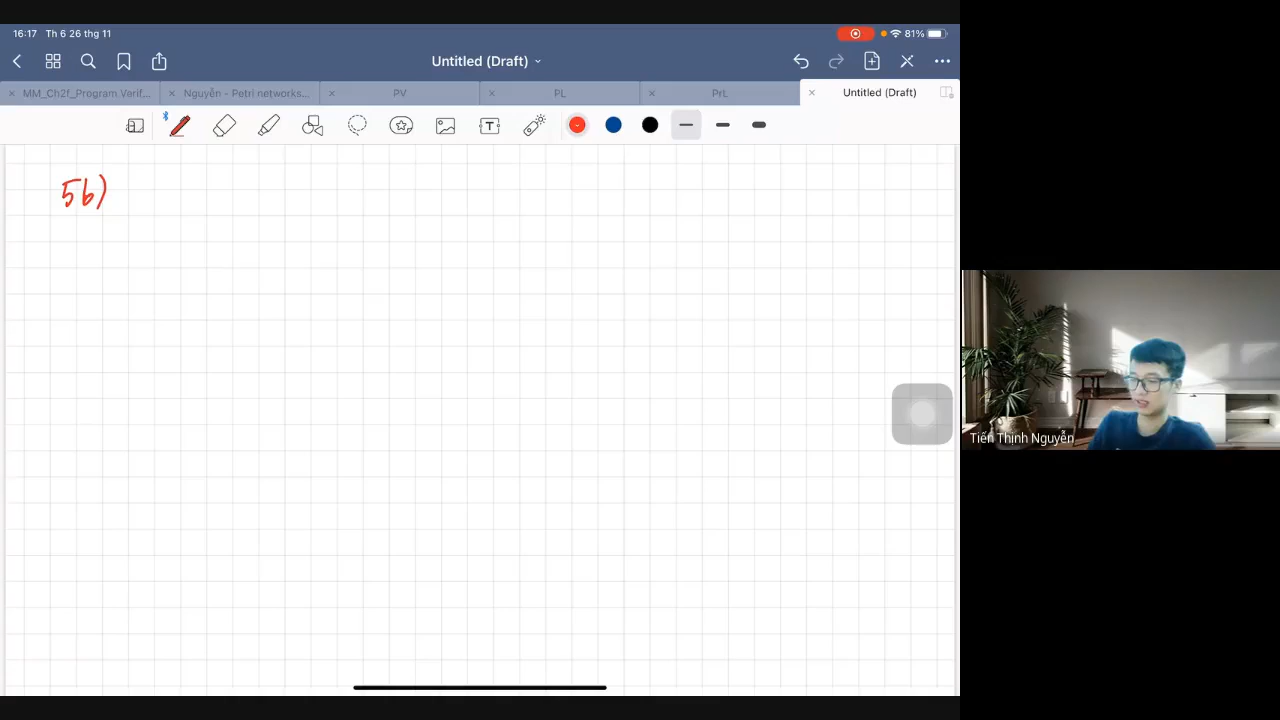 16:17 Th 6 26 thg 11
81%
Untitled (Draft)
MM_Ch2f_Program Verif...
Nguyễn - Petri networks...
PV
PL
PrL
Untitled (Draft)
T
5b)
Tiến Thịnh Nguyễn